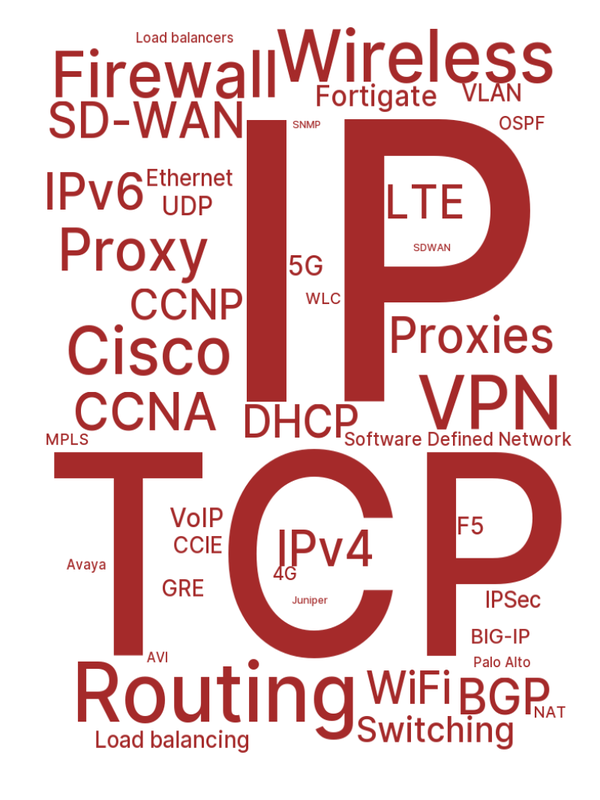 Load balancers
Wireless
Firewall
Fortigate
VLAN
SD-WAN
SNMP
OSPF
IP
IPv6
Ethernet
UDP
LTE
Proxy
SDWAN
5G
WLC
CCNP
Proxies
Cisco
VPN
CCNA
DHCP
MPLS
Software Defined Network
TCP
VoIP
F5
CCIE
IPv4
Avaya
4G
GRE
Juniper
IPSec
BIG-IP
AVI
Palo Alto
Routing
WiFi
BGP
NAT
Switching
Load balancing